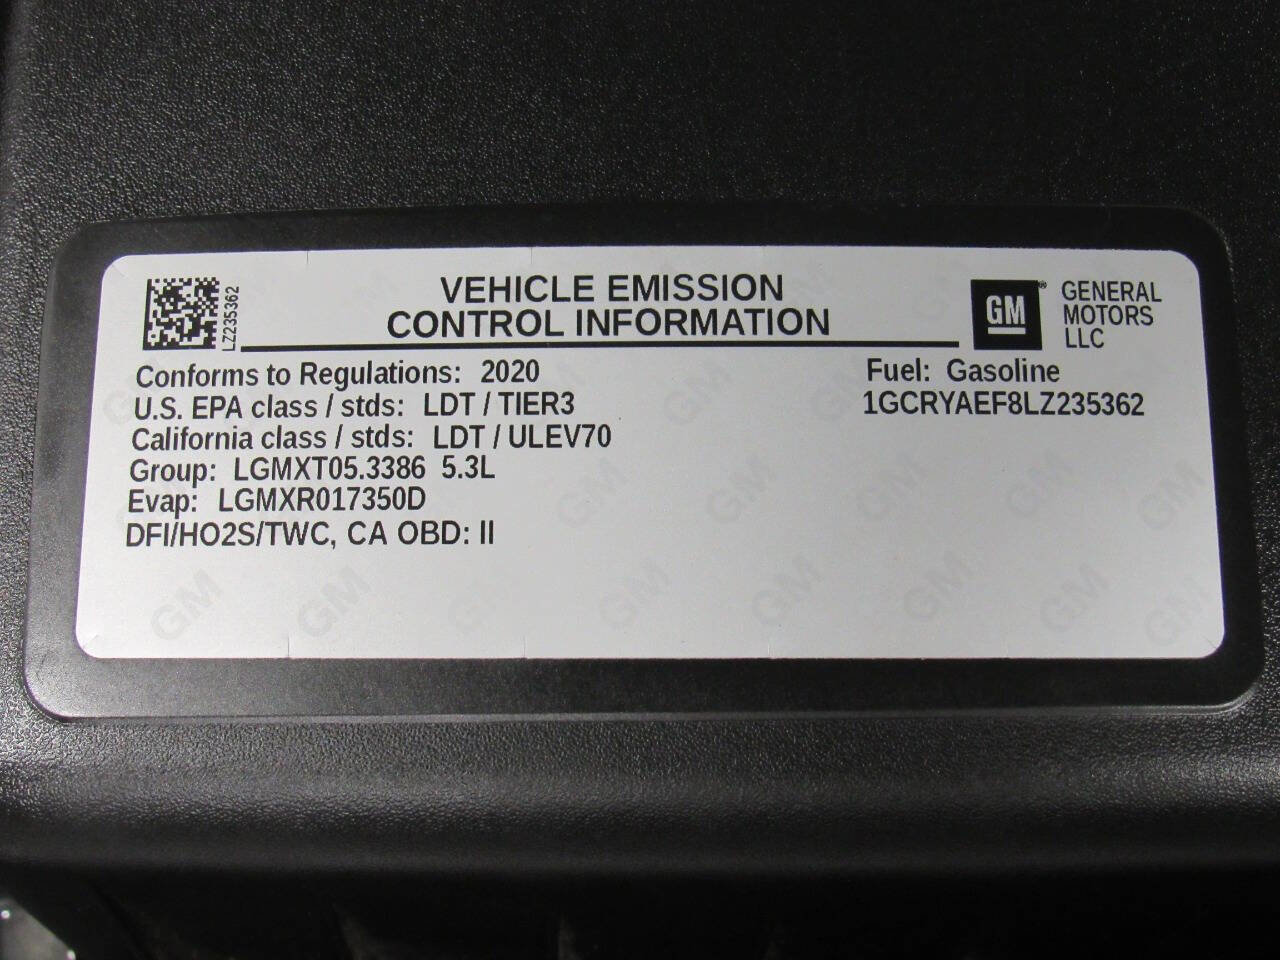 LZ235362
VEHICLE EMISSION
CONTROL INFORMATION
GM®
GENERAL
MOTORS
LLC
Conforms to Regulations: 2020
U.S. EPA class / stds: LDT / TIER3
California class / stds: LDT / ULEV70
Group: LGMXT05.3386 5.3L
Evap: LGMXR017350D
DFI/HO2S/TWC, CA OBD: II
Fuel: Gasoline
1GCRYAEF8LZ235362